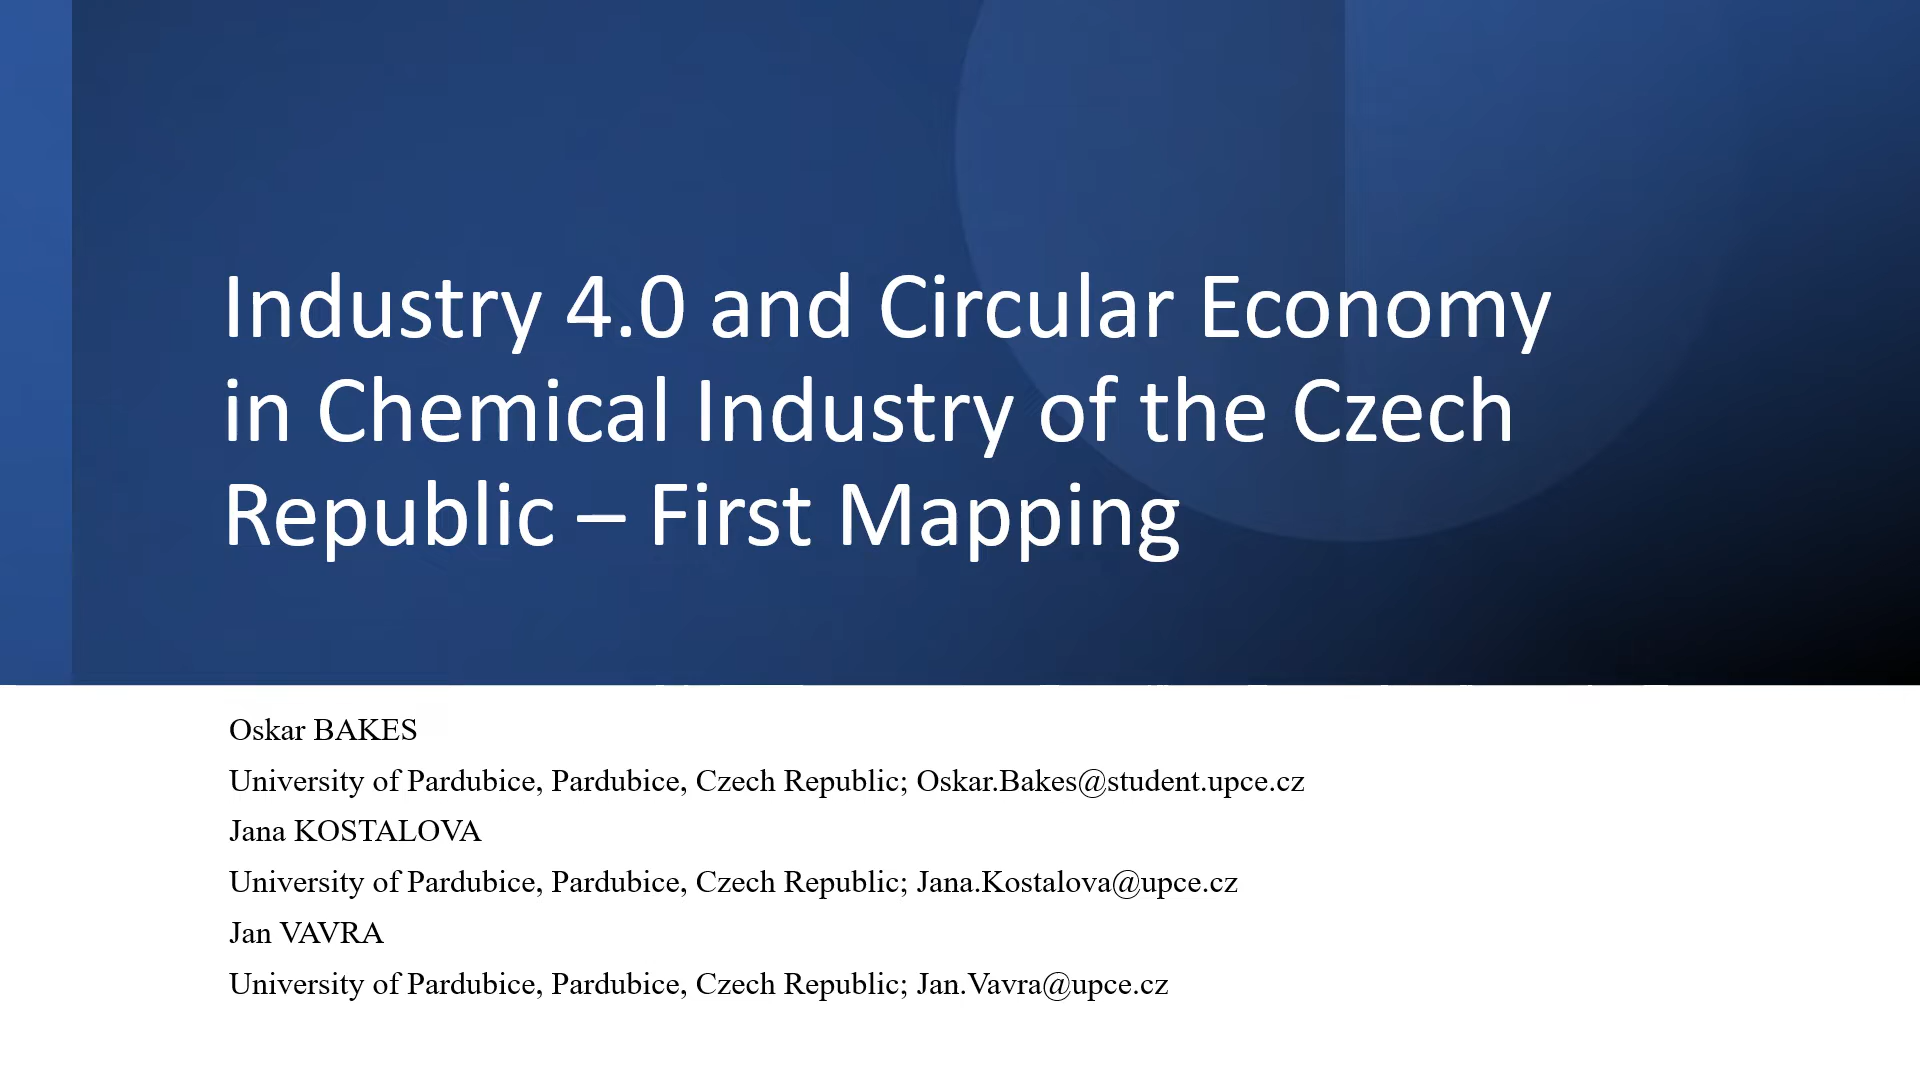 Industry 4.0 and Circular Economy
in Chemical Industry of the Czech
Republic – First Mapping
Oskar BAKES
University of Pardubice, Pardubice, Czech Republic; Oskar.Bakes@student.upce.cz
Jana KOSTALOVA
University of Pardubice, Pardubice, Czech Republic; Jana.Kostalova@upce.cz
Jan VAVRA
University of Pardubice, Pardubice, Czech Republic; Jan.Vavra@upce.cz